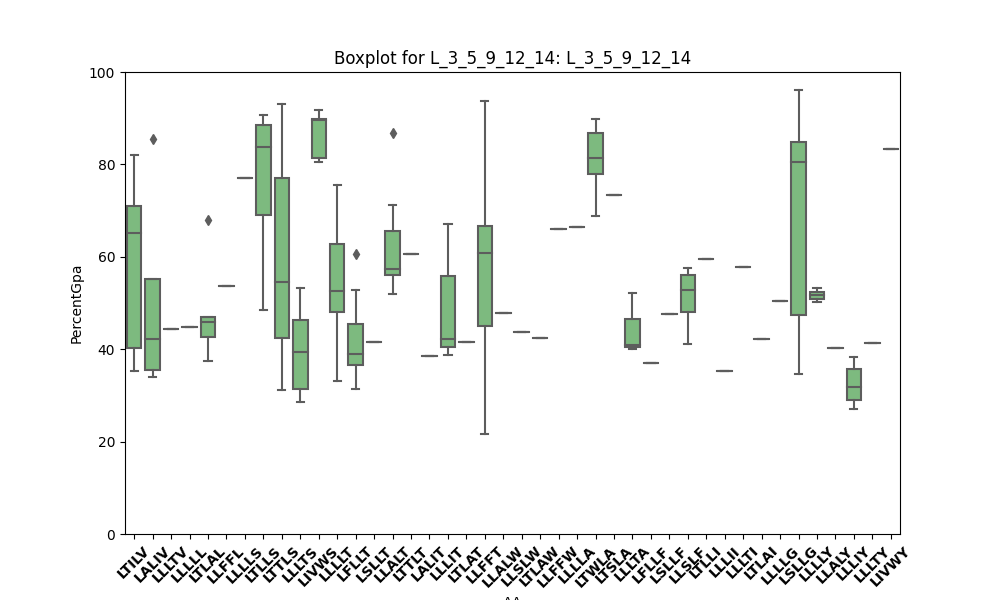 Boxplot for L_3_5_9_12_14: L_3_5_9_12_14
100
80
60
40
20
0
PercentGpa
LTILV LALIV LLLTV LLLLL LTLAL LLFFL LLLLS LTLLS LTTLS LLLTS LIVWS LLLLT LFLLT LSLLT LLALT LTTLT LALIT LLLIT LTLAT LLFFT LLALW LLSLW LTLAW LLFFW LLLLA LTWLA LTSLA LLLTA LFLLF LSLLF LLSLF LTLLI LLLII LLLTI LTLAI LLLLG LSLLG LLLLY LLALY LLLIY LLLTY LIVWY